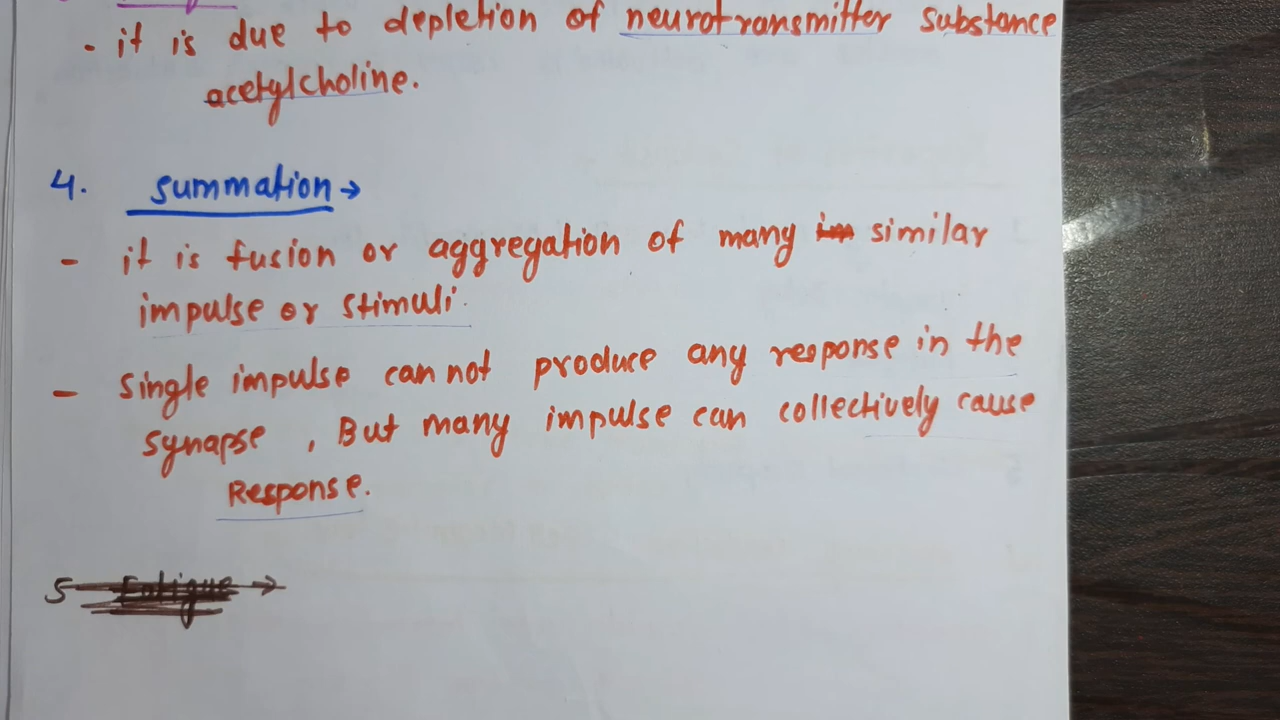 - it is due to depletion of neurotransmitter substance
acetylcholine.
4. Summation →
- it is fusion or aggregation of many similar
impulse or stimuli.
- Single impulse can not produce any response in the
synapse , But many impulse can collectively cause
Response.
5 Fatigue →